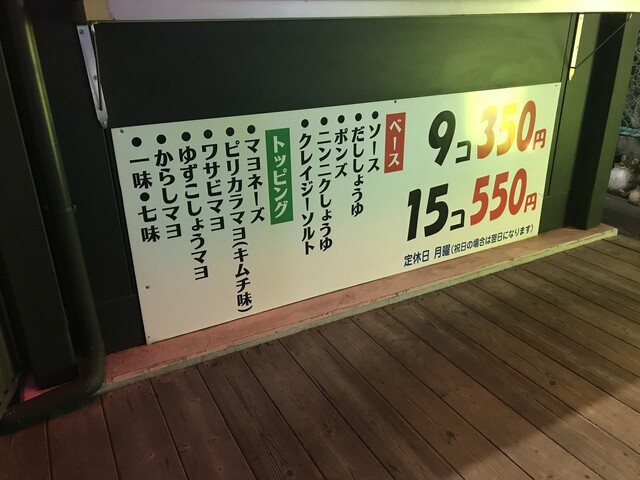 9コ350円
15コ550円
定休日 月曜(祝日の場合は翌日になります)
ベース
●ソース
●だししょうゆ
●ポンズ
●ニンニクしょうゆ
●クレイジーソルト
トッピング
●マヨネーズ
●ピリカラマヨ(キムチ味)
●ワサビマヨ
●ゆずこしょうマヨ
●からしマヨ
●一味●七味